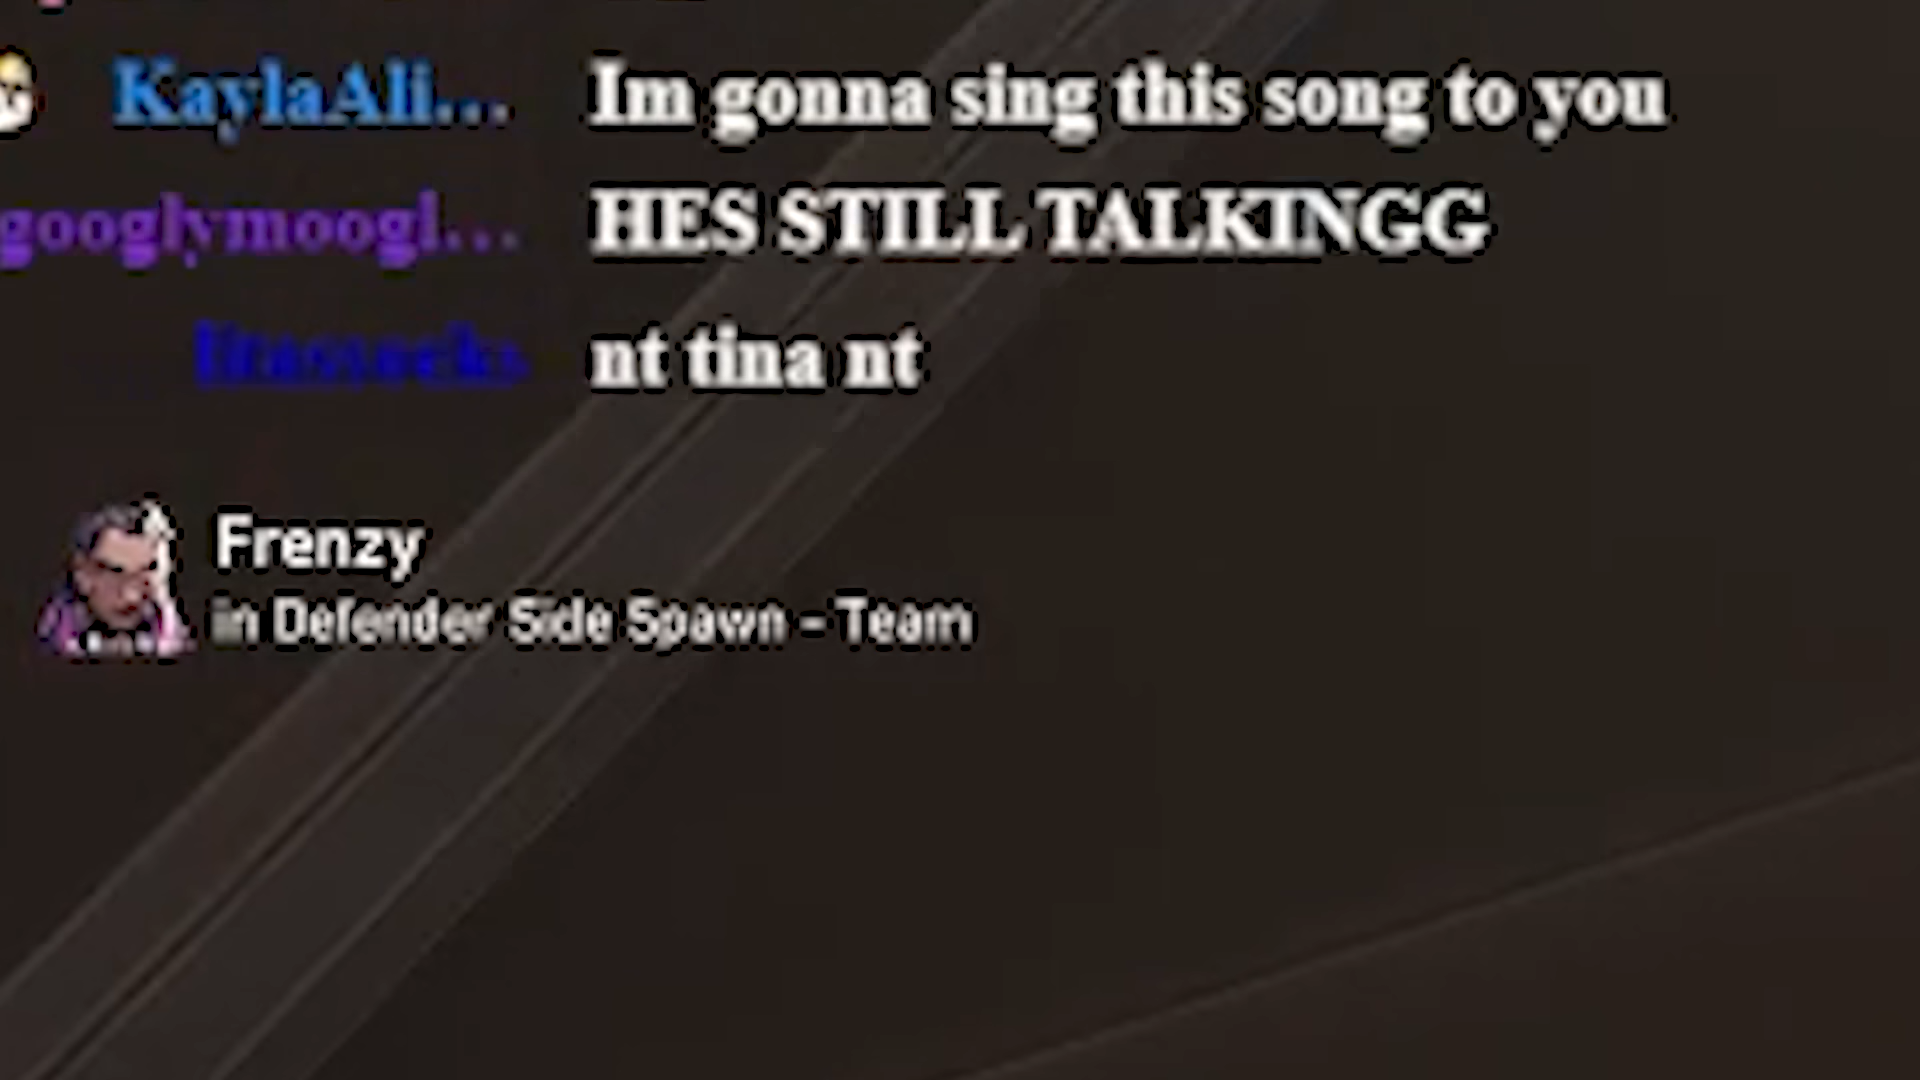 KaylaAli... Im gonna sing this song to you
googlymoogl... HES STILL TALKINGG
nt tina nt
Frenzy
in Defender Side Spawn - Team